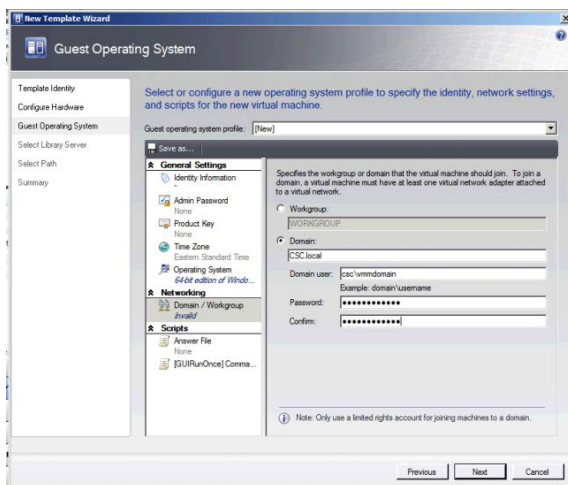 New Template Wizard
Guest Operating System
Template Identity
Configure Hardware
Guest Operating System
Select Library Server
Select Path
Summary
Select or configure a new operating system profile to specify the identity, network settings,
and scripts for the new virtual machine.
Guest operating system profile: [New]
Save as...
General Settings
Identity Information
*
Admin Password
None
Product Key
None
Time Zone
Eastern Standard Time
Operating System
64-bit edition of Windo...
Networking
Domain / Workgroup
Invalid
Scripts
Answer File
None
[GUIRunOnce] Comma...
Specifies the workgroup or domain that the virtual machine should join. To join a
domain, a virtual machine must have at least one virtual network adapter attached
to a virtual network.
Workgroup:
WORKGROUP
Domain:
CSC.local
Domain user: csc\vmmdomain
Example: domain\username
Password: ●●●●●●●●●●●●
Confirm: ●●●●●●●●●●●●
Note: Only use a limited rights account for joining machines to a domain.
Previous
Next
Cancel